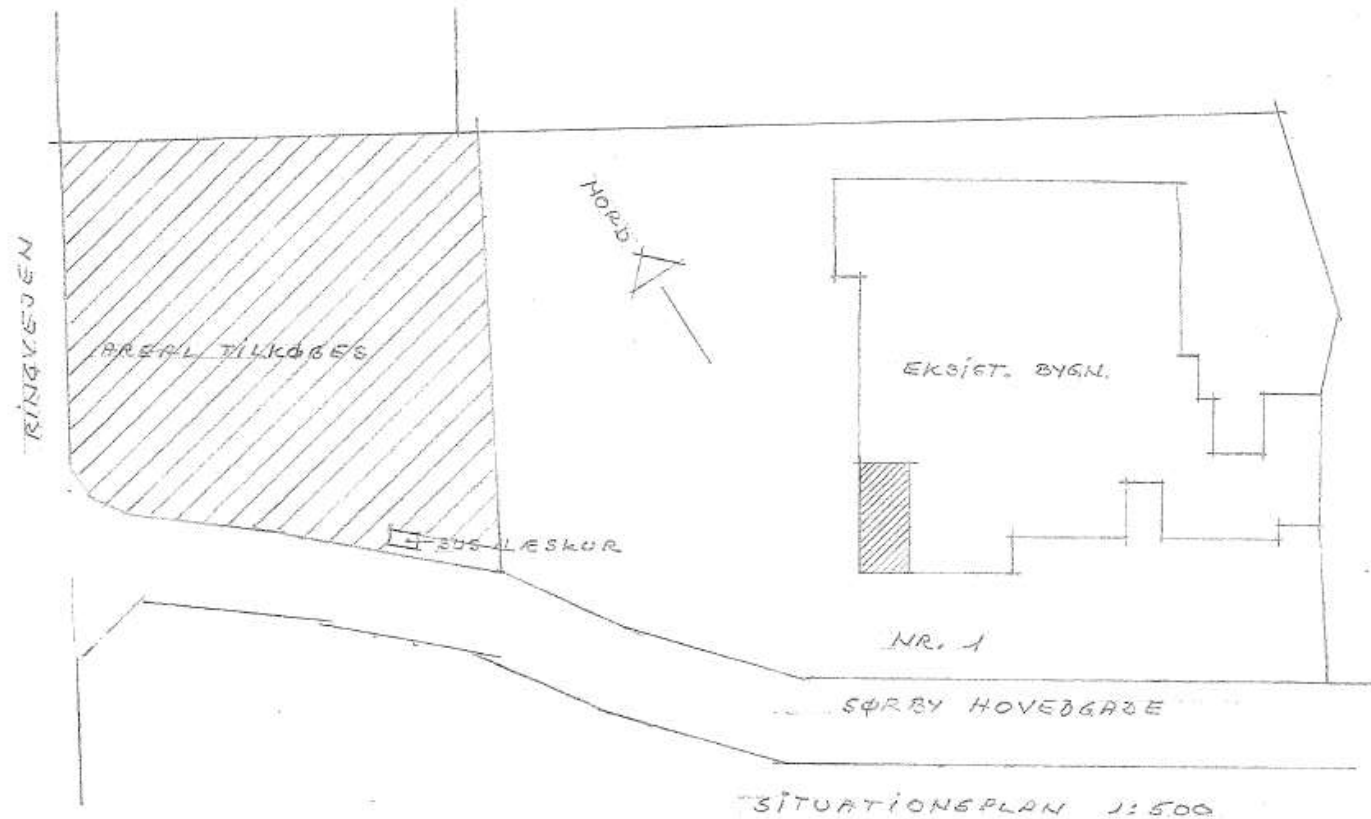 NORD
RINGVEJEN
AREAL TILKØBES
EKSIST. BYGN.
BUS LÆSKUR
NR. 1
SØRBY HOVEDGADE
SITUATIONSPLAN 1:500